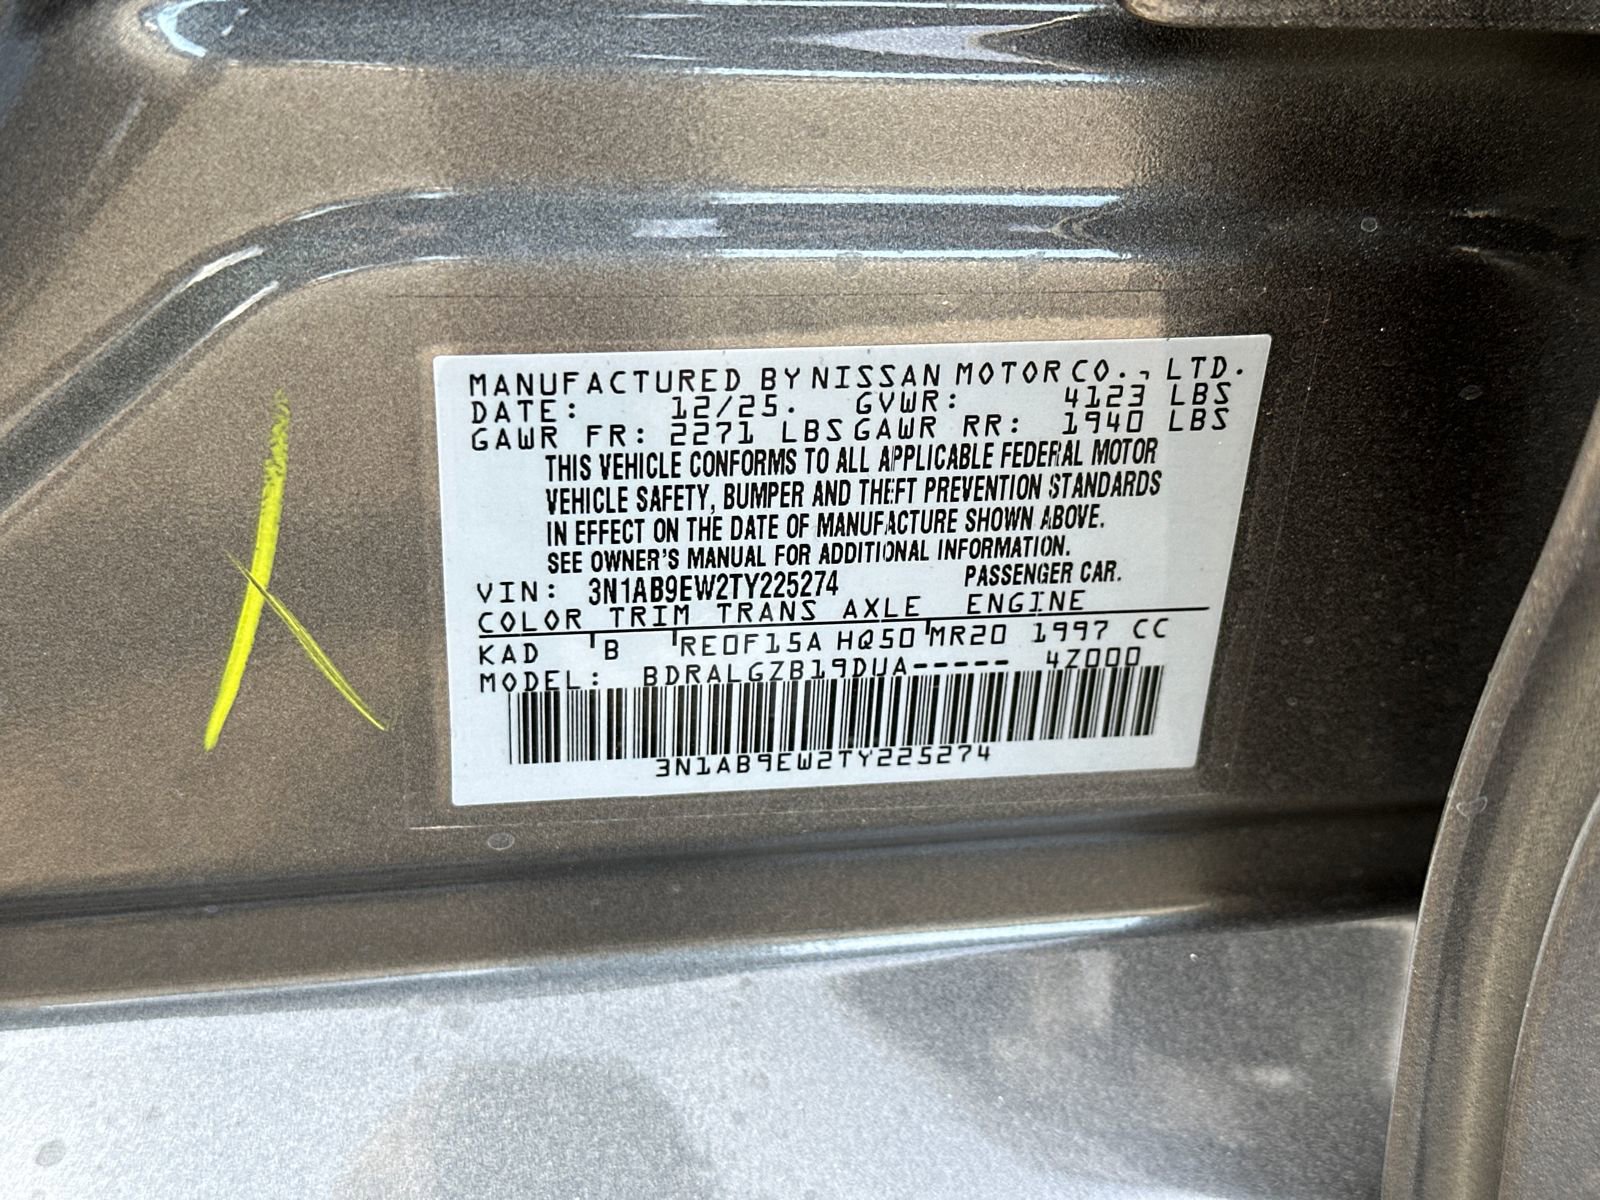 MANUFACTURED BY NISSAN MOTOR CO., LTD.
DATE: 12/25. GVWR: 4123 LBS
GAWR FR: 2271 LBS GAWR RR: 1940 LBS
THIS VEHICLE CONFORMS TO ALL APPLICABLE FEDERAL MOTOR
VEHICLE SAFETY, BUMPER AND THEFT PREVENTION STANDARDS
IN EFFECT ON THE DATE OF MANUFACTURE SHOWN ABOVE.
SEE OWNER'S MANUAL FOR ADDITIONAL INFORMATION.
VIN: 3N1AB9EW2TY225274 PASSENGER CAR.
COLOR TRIM TRANS AXLE ENGINE
KAD B RE0F15A HQ50 MR20 1997 CC
MODEL: BDRALGZB19DUA----- 4Z000
3N1AB9EW2TY225274